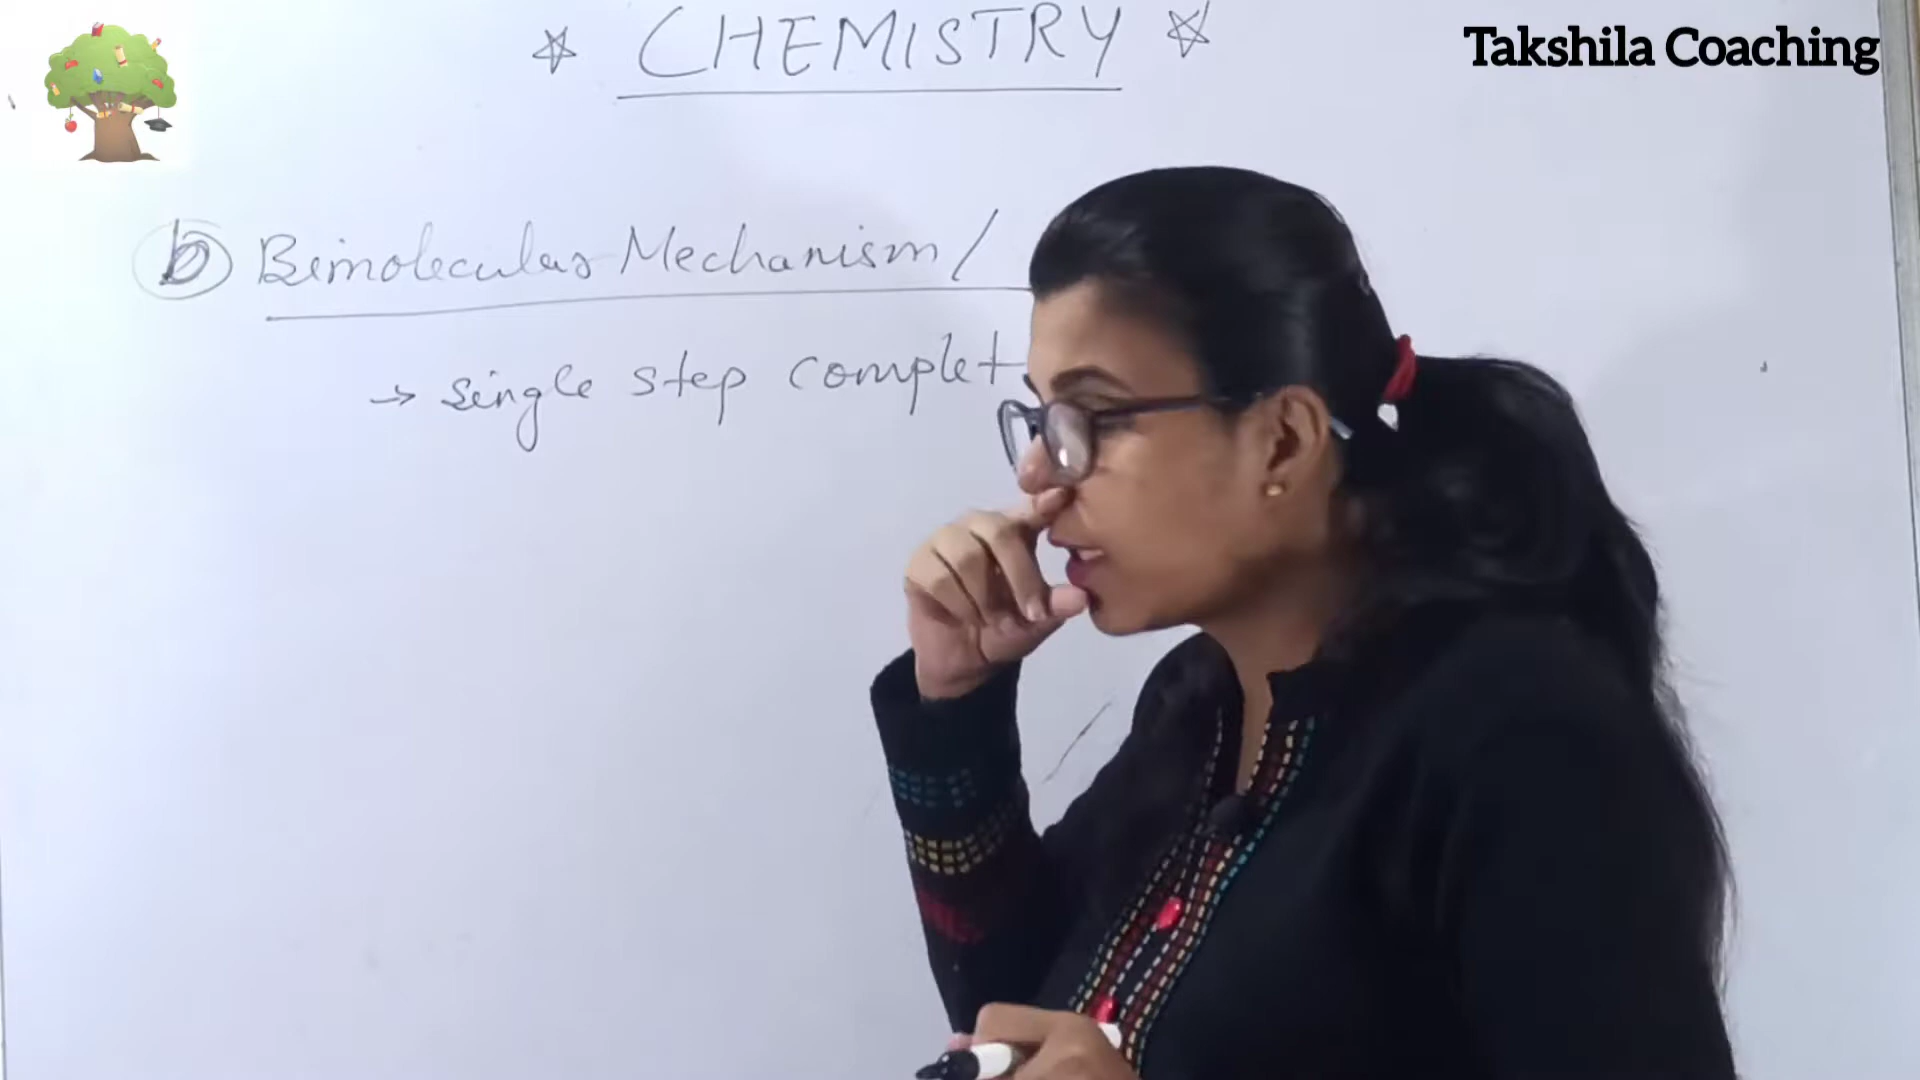 ☆ CHEMISTRY ☆
Takshila Coaching
b Bimolecular Mechanism /
→ Single step complet